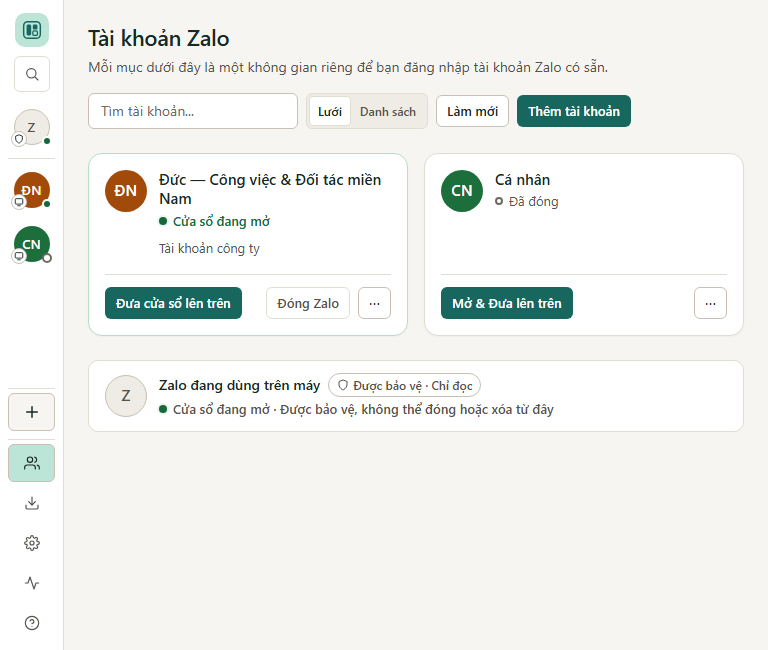 Tài khoản Zalo
Mỗi mục dưới đây là một không gian riêng để bạn đăng nhập tài khoản Zalo có sẵn.
Tìm tài khoản...
Lưới
Danh sách
Làm mới
Thêm tài khoản
Z
ĐN
CN
ĐN
Đức — Công việc & Đối tác miền
Nam
Cửa sổ đang mở
Tài khoản công ty
Đưa cửa sổ lên trên
Đóng Zalo
...
CN
Cá nhân
Đã đóng
Mở & Đưa lên trên
...
Z
Zalo đang dùng trên máy
Được bảo vệ · Chỉ đọc
Cửa sổ đang mở · Được bảo vệ, không thể đóng hoặc xóa từ đây